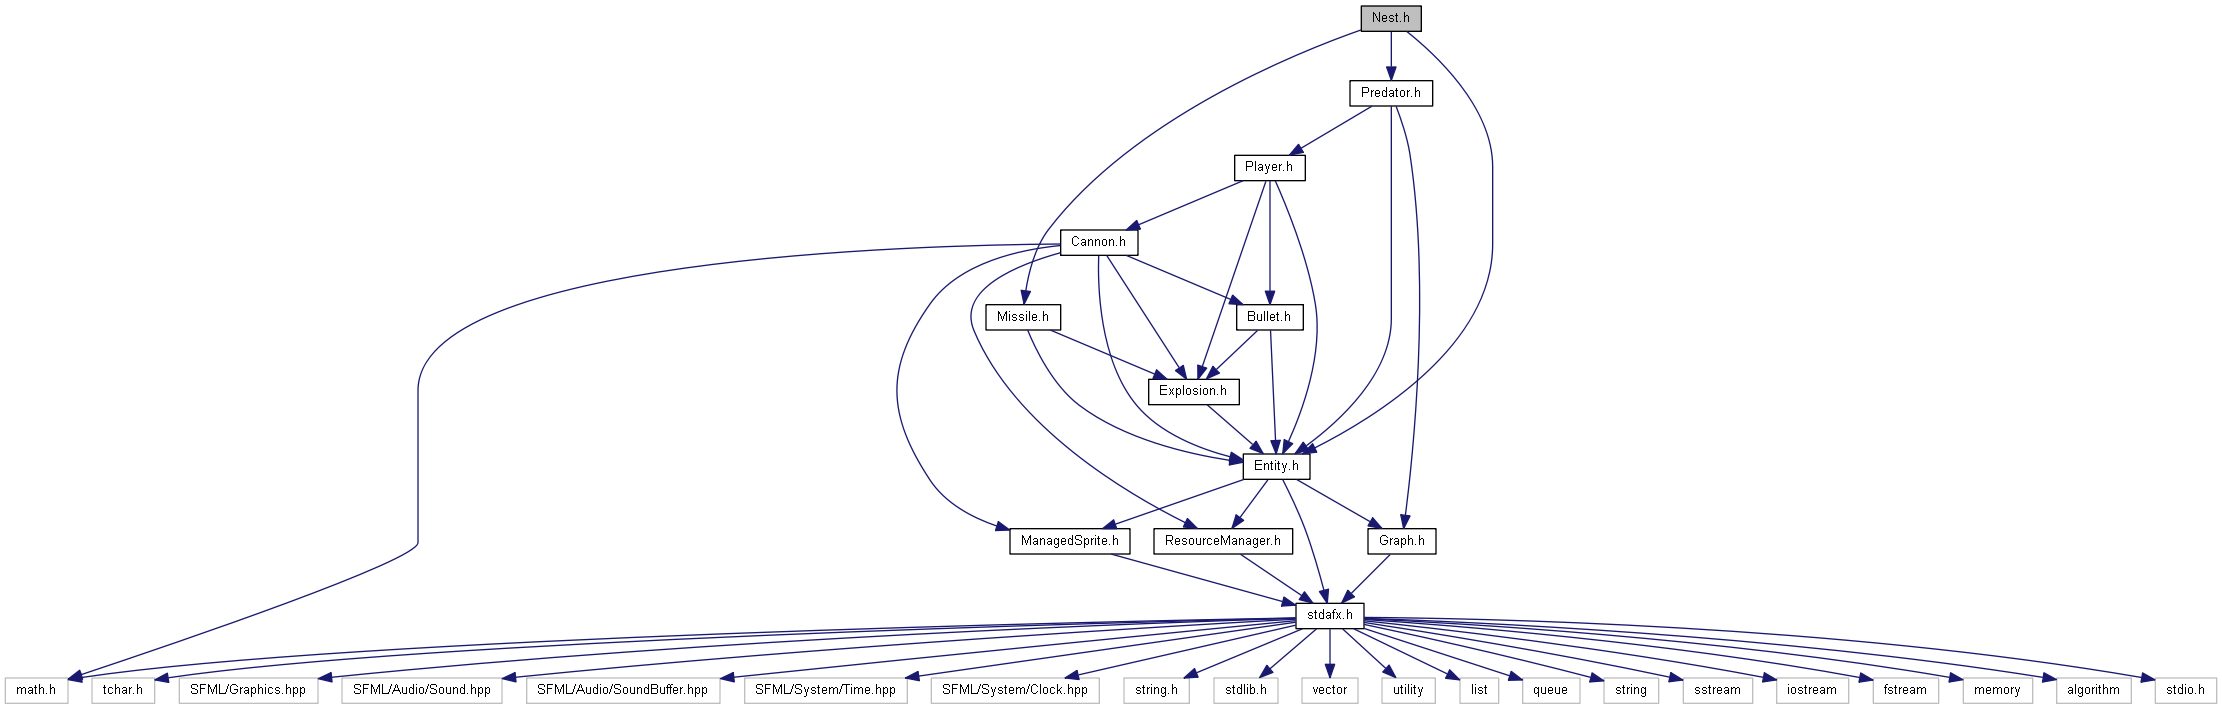 Nest.h
Predator.h
Player.h
Cannon.h
Missile.h
Bullet.h
Explosion.h
Entity.h
ManagedSprite.h
ResourceManager.h
Graph.h
stdafx.h
math.h
tchar.h
SFML/Graphics.hpp
SFML/Audio/Sound.hpp
SFML/Audio/SoundBuffer.hpp
SFML/System/Time.hpp
SFML/System/Clock.hpp
string.h
stdlib.h
vector
utility
list
queue
string
sstream
iostream
fstream
memory
algorithm
stdio.h